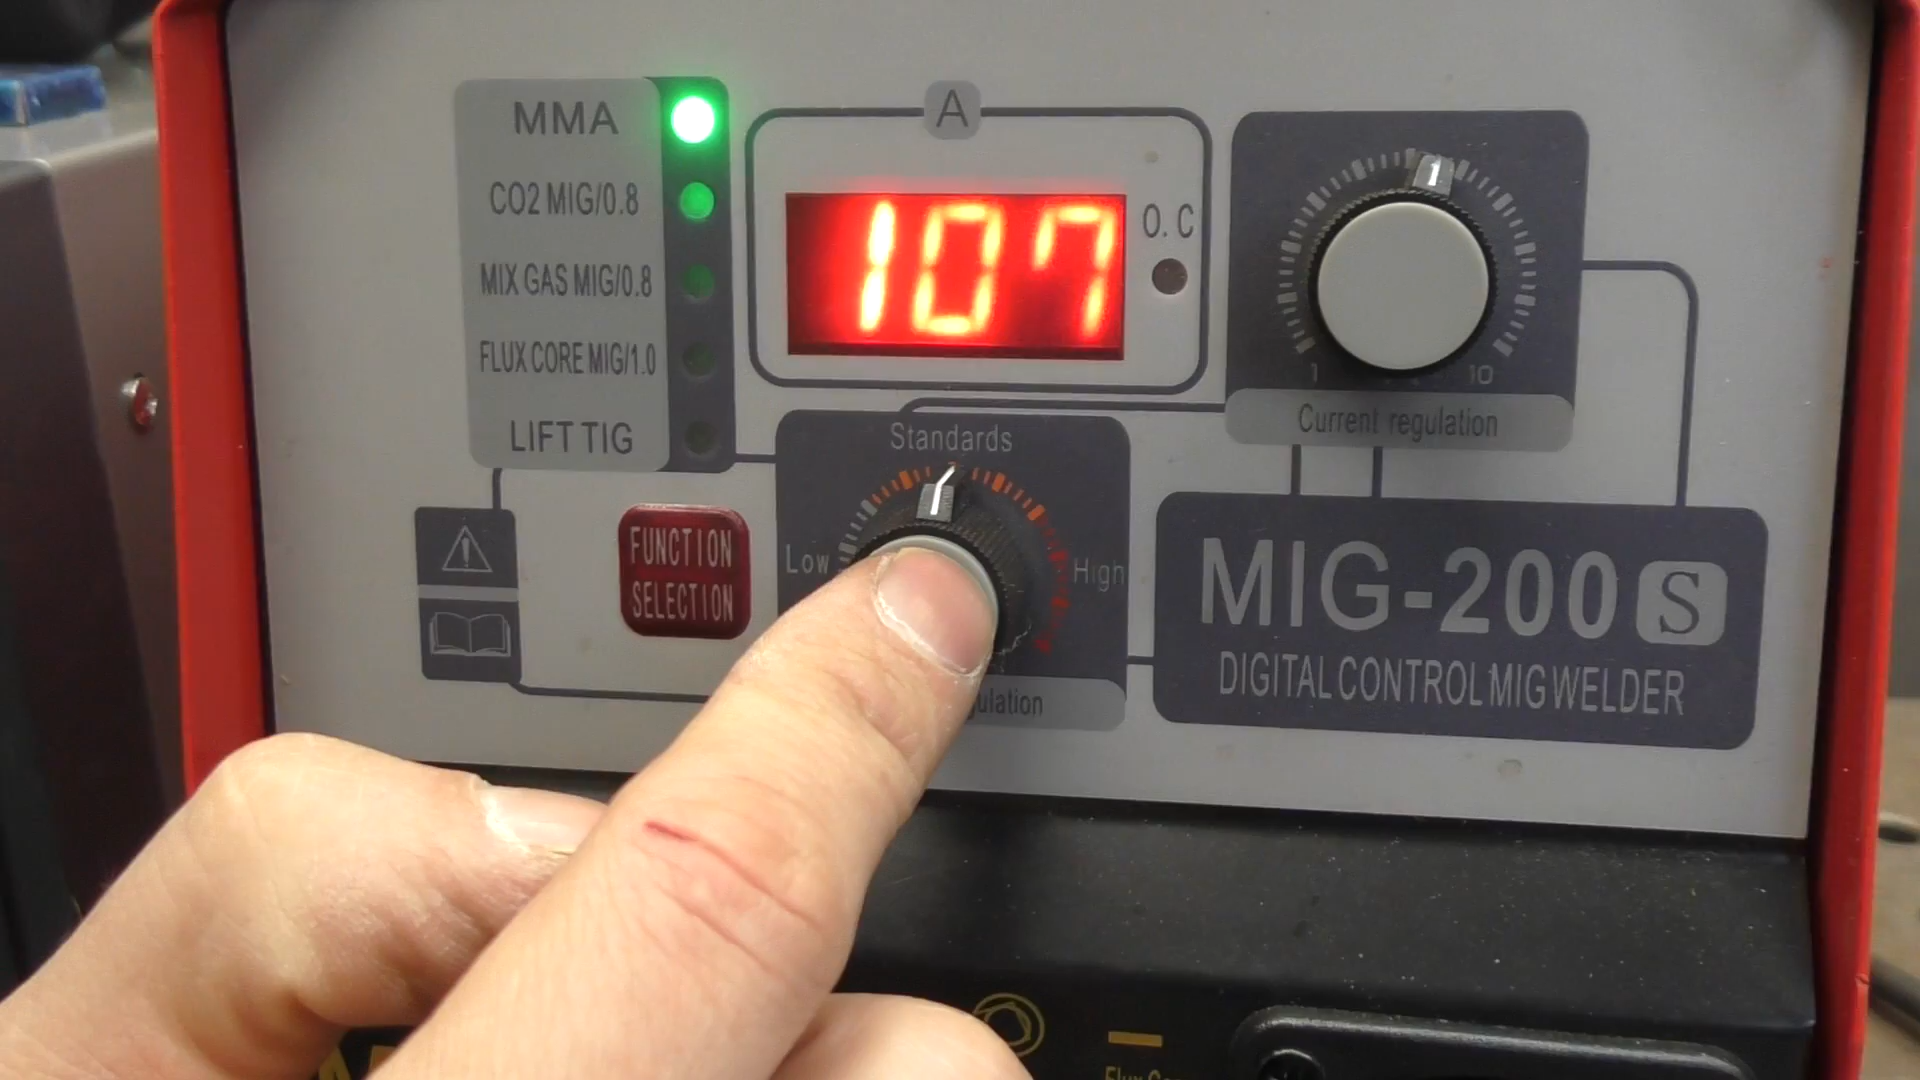 MMA
CO2 MIG/0.8
MIX GAS MIG/0.8
FLUX CORE MIG/1.0
LIFT TIG
A
107
O.C
1 10
Current regulation
Standards
Low
High
FUNCTION
SELECTION
MIG-200 S
DIGITAL CONTROL MIG WELDER